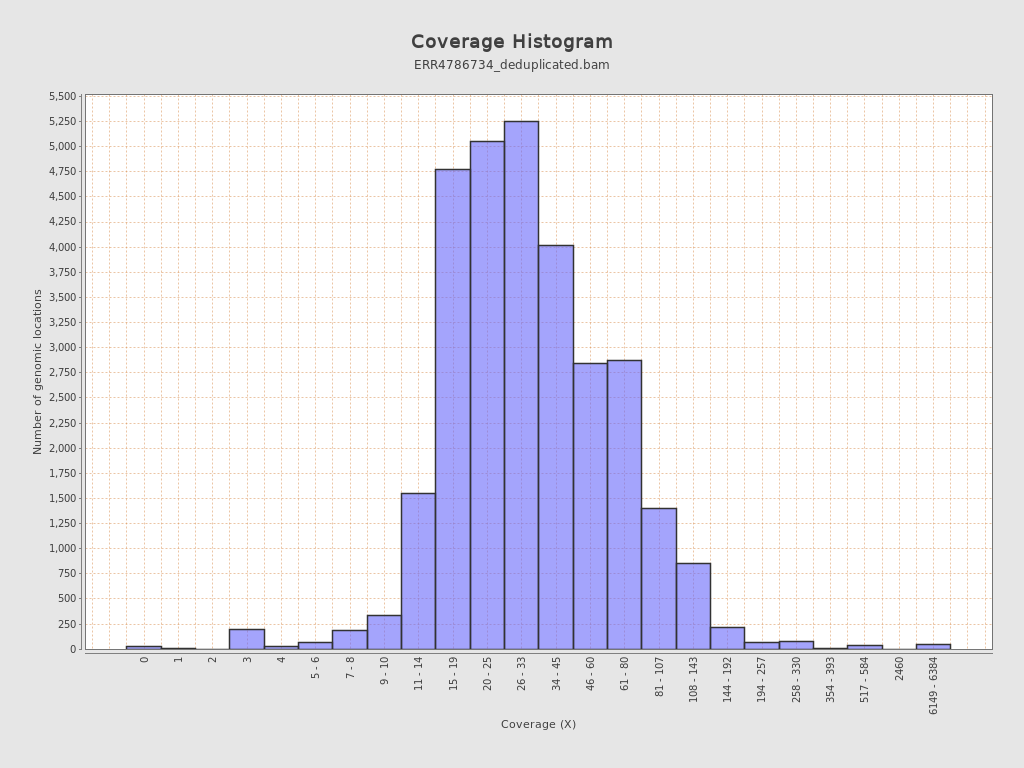 Coverage Histogram
ERR4786734_deduplicated.bam
Number of genomic locations
5,500
5,250
5,000
4,750
4,500
4,250
4,000
3,750
3,500
3,250
3,000
2,750
2,500
2,250
2,000
1,750
1,500
1,250
1,000
750
500
250
0
0
1
2
3
4
5 - 6
7 - 8
9 - 10
11 - 14
15 - 19
20 - 25
26 - 33
34 - 45
46 - 60
61 - 80
81 - 107
108 - 143
144 - 192
194 - 257
258 - 330
354 - 393
517 - 584
2460
6149 - 6384
Coverage (X)